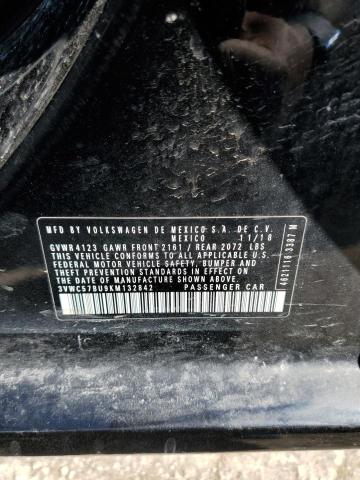 MFD BY VOLKSWAGEN DE MEXICO S.A. DE C.V.
MEXICO 11/18
GVWR 4123 GAWR FRONT 2161 / REAR 2072 LBS
THIS VEHICLE CONFORMS TO ALL APPLICABLE U.S.
FEDERAL MOTOR VEHICLE SAFETY, BUMPER AND
THEFT PREVENTION STANDARDS IN EFFECT ON
THE DATE OF MANUFACTURE SHOWN ABOVE.
3VWC57BU9KM132842 PASSENGER CAR
4021116 3387 M